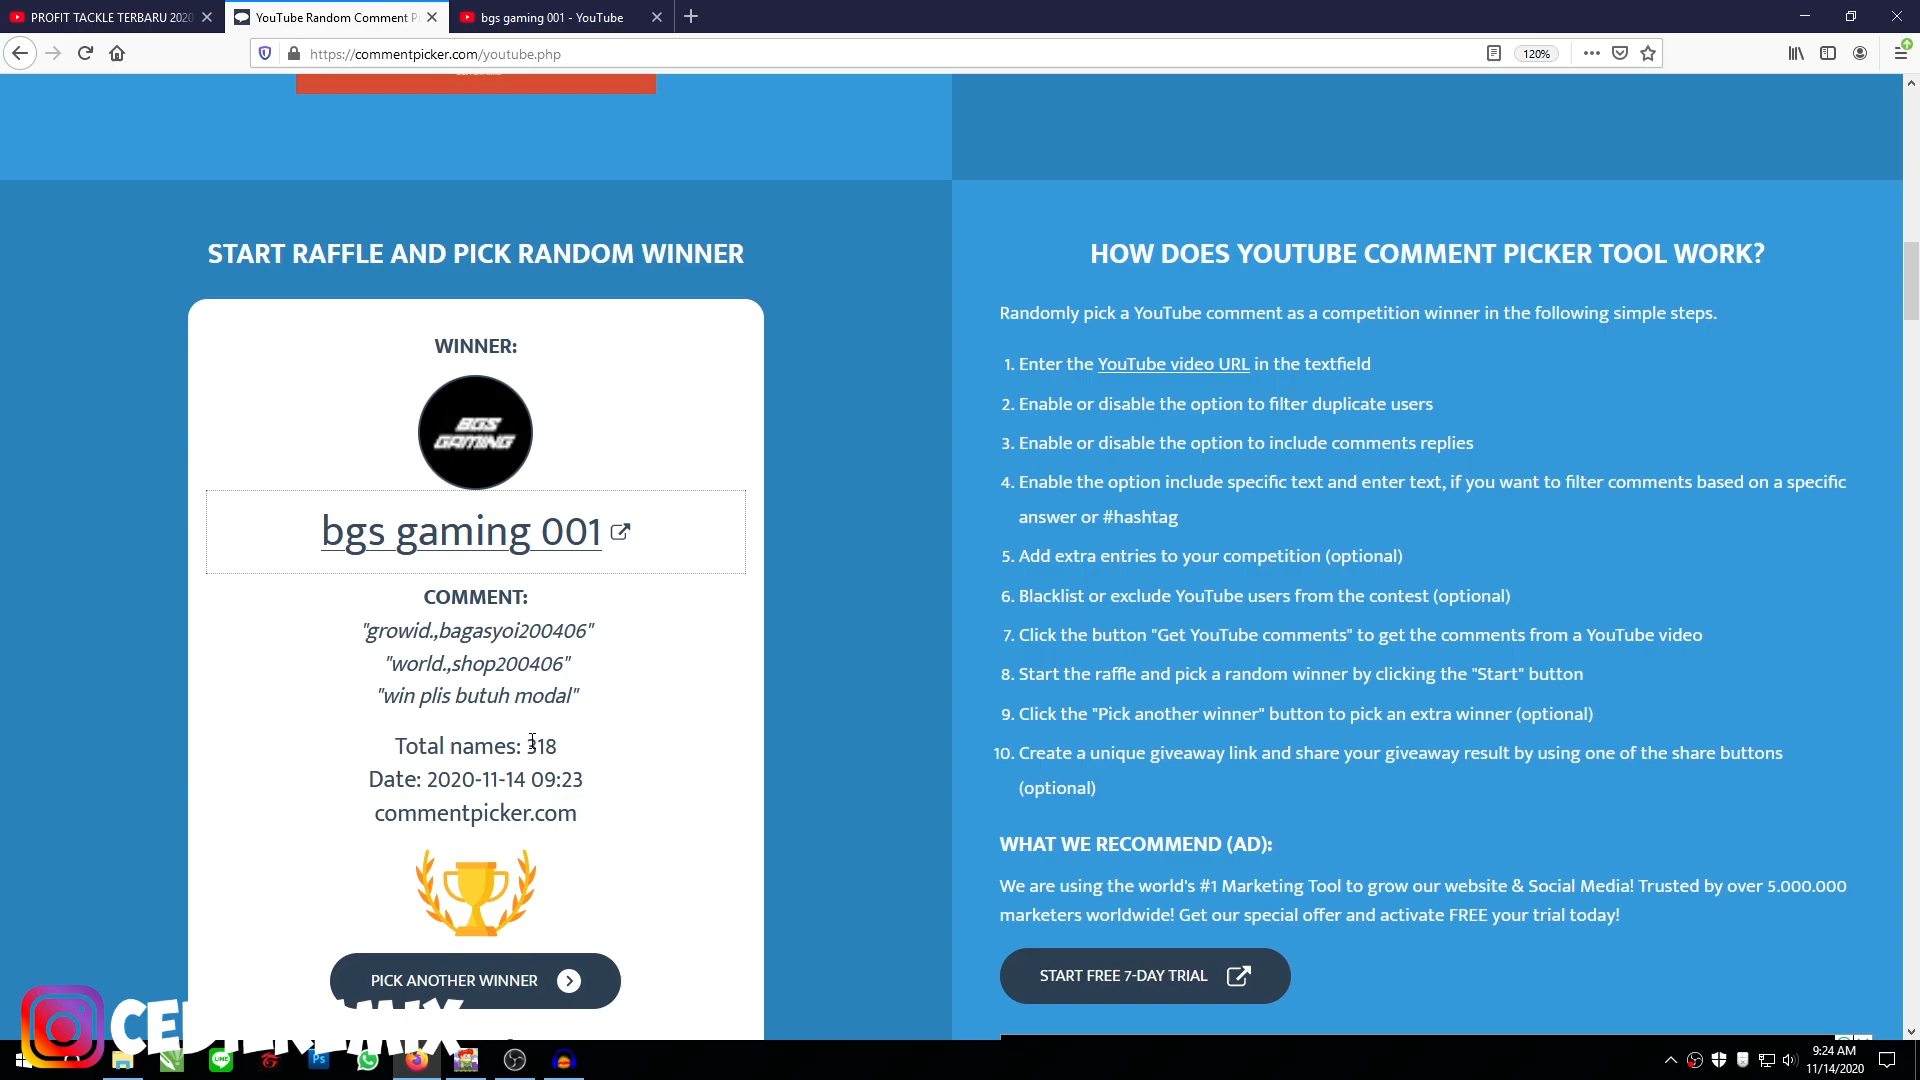 PROFIT TACKLE TERBARU 2020
YouTube Random Comment P
bgs gaming 001 - YouTube
https://commentpicker.com/youtube.php
120%
START RAFFLE AND PICK RANDOM WINNER
WINNER:
BGS
GAMING
bgs gaming 001
COMMENT:
"growid.,bagasyoi200406"
"world.,shop200406"
"win plis butuh modal"
Total names: 318
Date: 2020-11-14 09:23
commentpicker.com
PICK ANOTHER WINNER
HOW DOES YOUTUBE COMMENT PICKER TOOL WORK?
Randomly pick a YouTube comment as a competition winner in the following simple steps.
1. Enter the YouTube video URL in the textfield
2. Enable or disable the option to filter duplicate users
3. Enable or disable the option to include comments replies
4. Enable the option include specific text and enter text, if you want to filter comments based on a specific
answer or #hashtag
5. Add extra entries to your competition (optional)
6. Blacklist or exclude YouTube users from the contest (optional)
7. Click the button "Get YouTube comments" to get the comments from a YouTube video
8. Start the raffle and pick a random winner by clicking the "Start" button
9. Click the "Pick another winner" button to pick an extra winner (optional)
10. Create a unique giveaway link and share your giveaway result by using one of the share buttons
(optional)
WHAT WE RECOMMEND (AD):
We are using the world's #1 Marketing Tool to grow our website & Social Media! Trusted by over 5.000.000
marketers worldwide! Get our special offer and activate FREE your trial today!
START FREE 7-DAY TRIAL
LINE
Ps
9:24 AM
11/14/2020